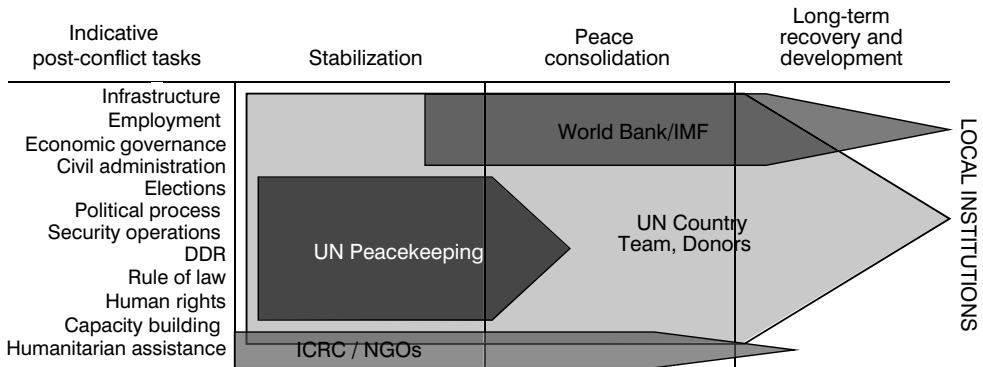 Indicative
post-conflict tasks
Stabilization
Peace
consolidation
Long-term
recovery and
development
Infrastructure
Employment
Economic governance
Civil administration
Elections
Political process
Security operations
DDR
Rule of law
Human rights
Capacity building
Humanitarian assistance
World Bank/IMF
UN Peacekeeping
UN Country
Team, Donors
ICRC / NGOs
LOCAL INSTITUTIONS